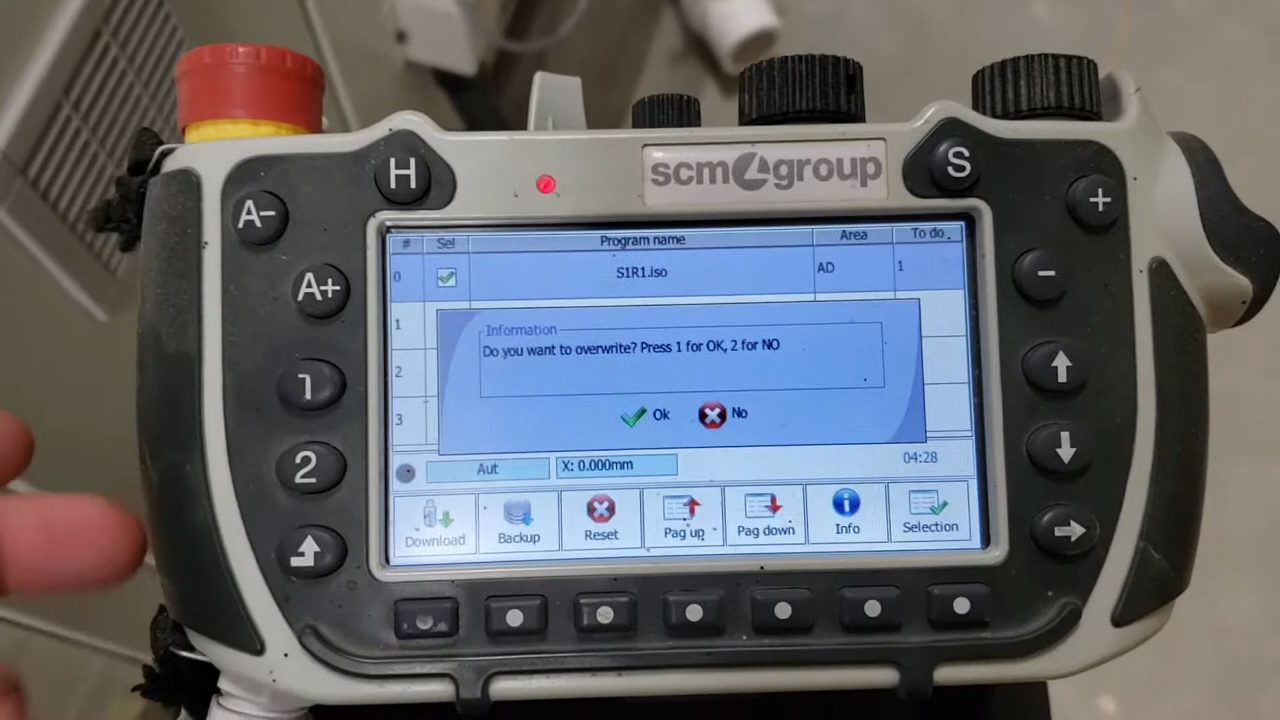 H
scm group
S
A-
+
A+
-
1
2
# Sel Program name Area To do
0 S1R1.iso AD 1
1
Information
Do you want to overwrite? Press 1 for OK, 2 for NO
2
3
Ok No
Aut X: 0.000mm 04:28
Download Backup Reset Pag up Pag down Info Selection